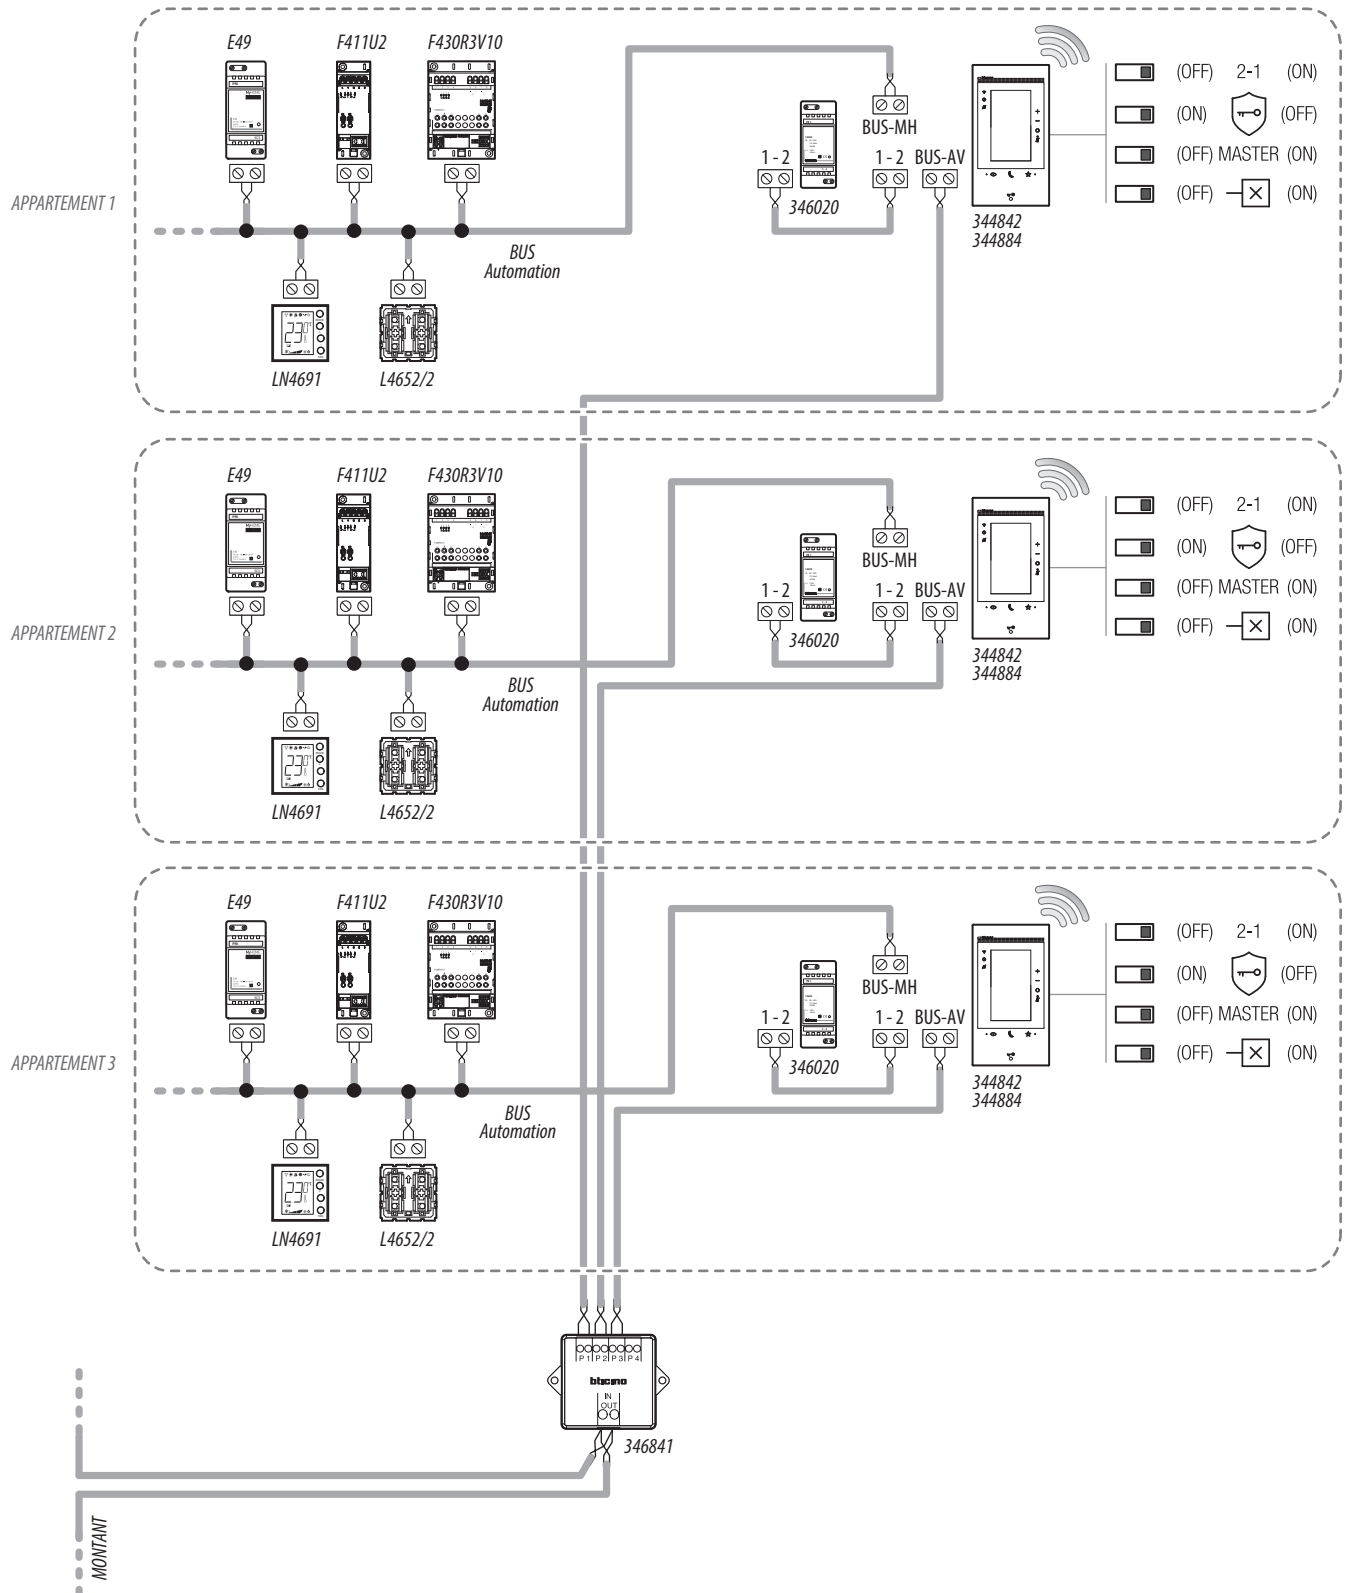 E49 F411U2 F430R3V10
(OFF) 2-1 (ON)
BUS-MH
(ON) (OFF)
1 - 2 1 - 2 BUS-AV
(OFF) MASTER (ON)
APPARTEMENT 1
346020
(OFF) (ON)
344842
344884
BUS
Automation
LN4691 L4652/2
E49 F411U2 F430R3V10
(OFF) 2-1 (ON)
BUS-MH
(ON) (OFF)
1 - 2 1 - 2 BUS-AV
(OFF) MASTER (ON)
APPARTEMENT 2
346020
(OFF) (ON)
344842
344884
BUS
Automation
LN4691 L4652/2
E49 F411U2 F430R3V10
(OFF) 2-1 (ON)
BUS-MH
(ON) (OFF)
1 - 2 1 - 2 BUS-AV
(OFF) MASTER (ON)
APPARTEMENT 3
346020
(OFF) (ON)
344842
344884
BUS
Automation
LN4691 L4652/2
P 1 P 2 P 3 P 4
bticino
IN
OUT
346841
MONTANT